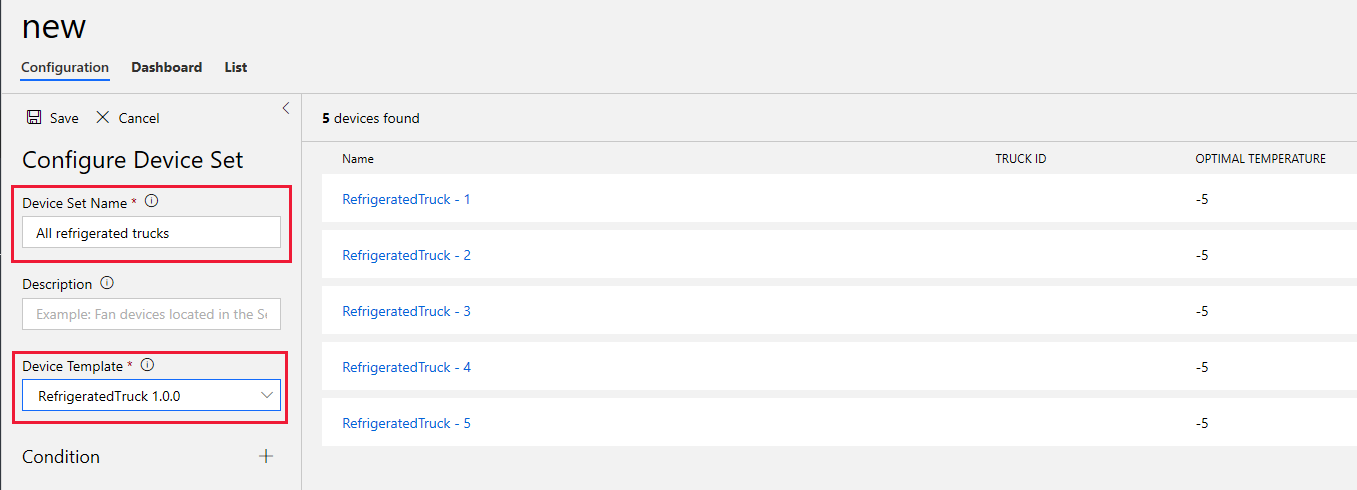 new
Configuration Dashboard List
Save Cancel
Configure Device Set
Device Set Name *
All refrigerated trucks
Description
Example: Fan devices located in the Se
Device Template *
RefrigeratedTruck 1.0.0
Condition
5 devices found
Name TRUCK ID OPTIMAL TEMPERATURE
RefrigeratedTruck - 1 -5
RefrigeratedTruck - 2 -5
RefrigeratedTruck - 3 -5
RefrigeratedTruck - 4 -5
RefrigeratedTruck - 5 -5